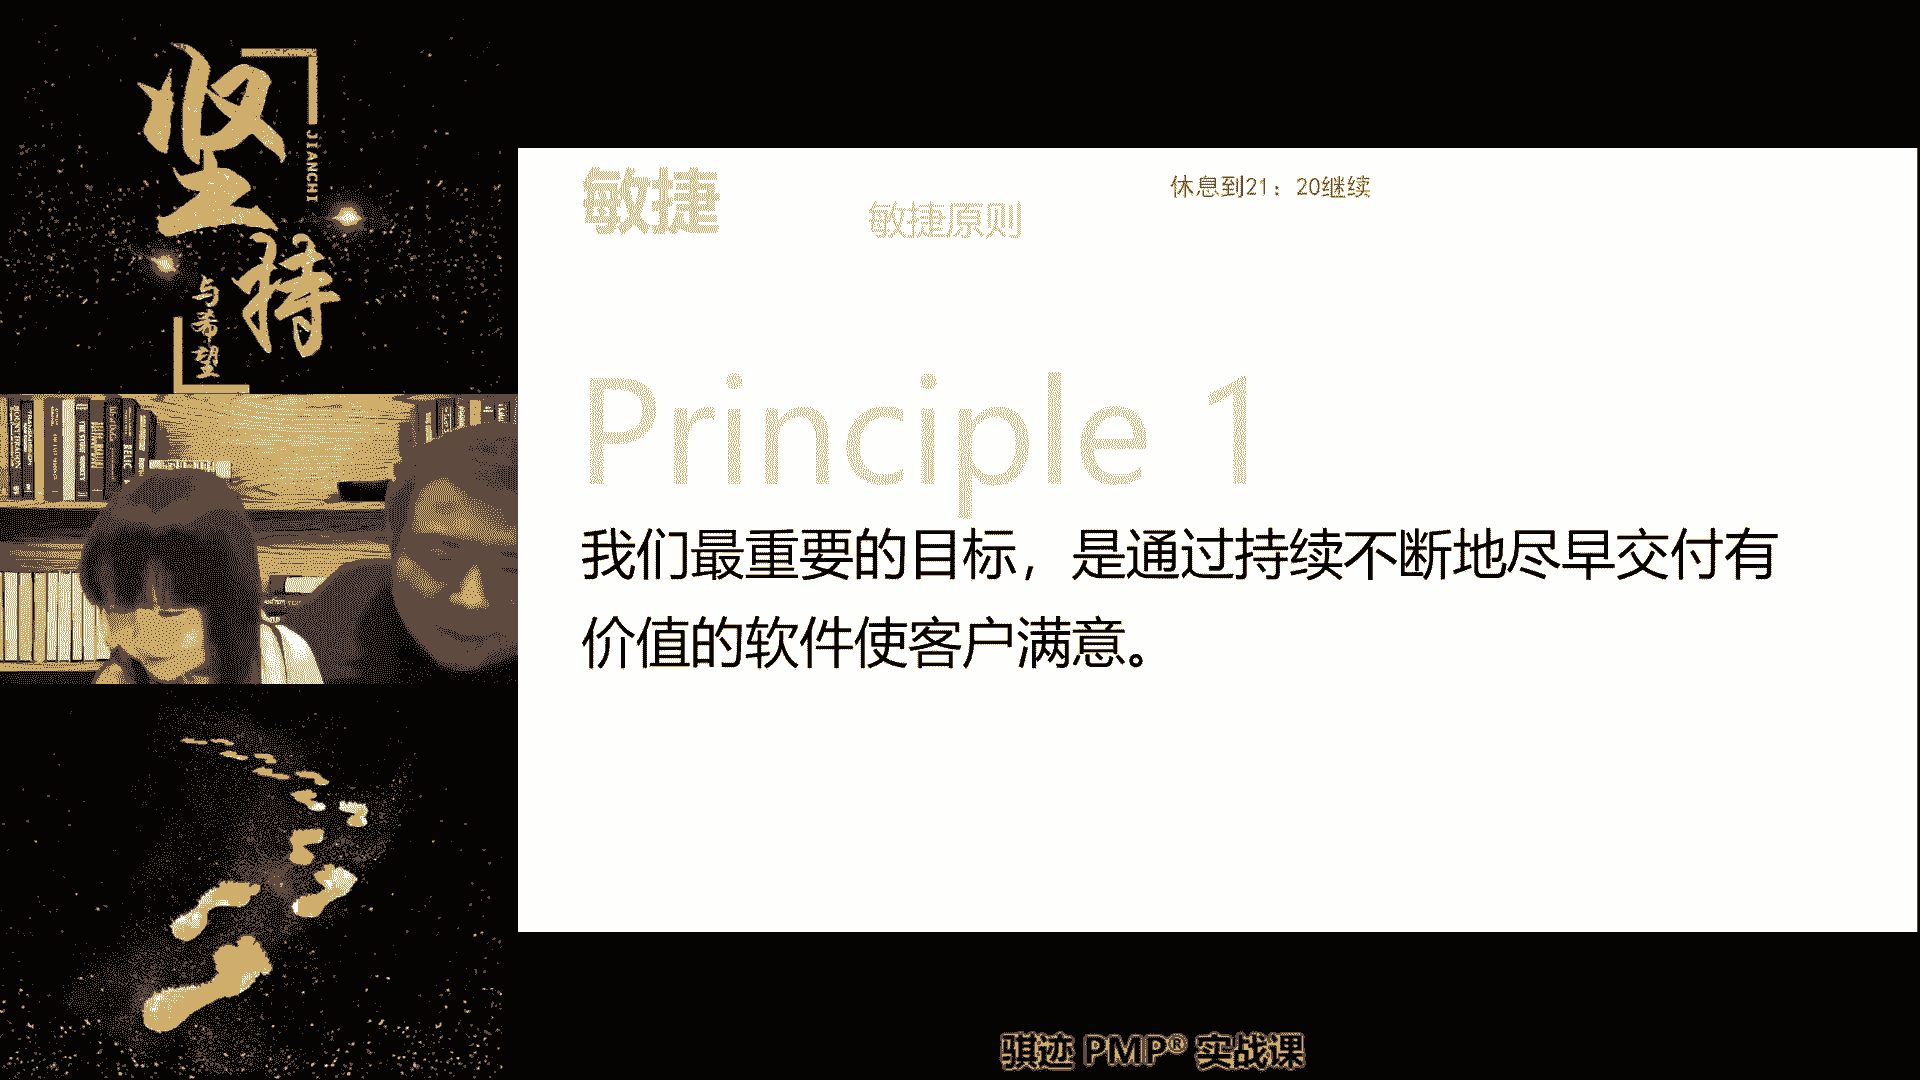 坚持
JIANCHI
与希望
敏捷
敏捷原则
休息到21：20继续
Principle 1
我们最重要的目标，是通过持续不断地尽早交付有
价值的软件使客户满意。
骐迹 PMP® 实战课